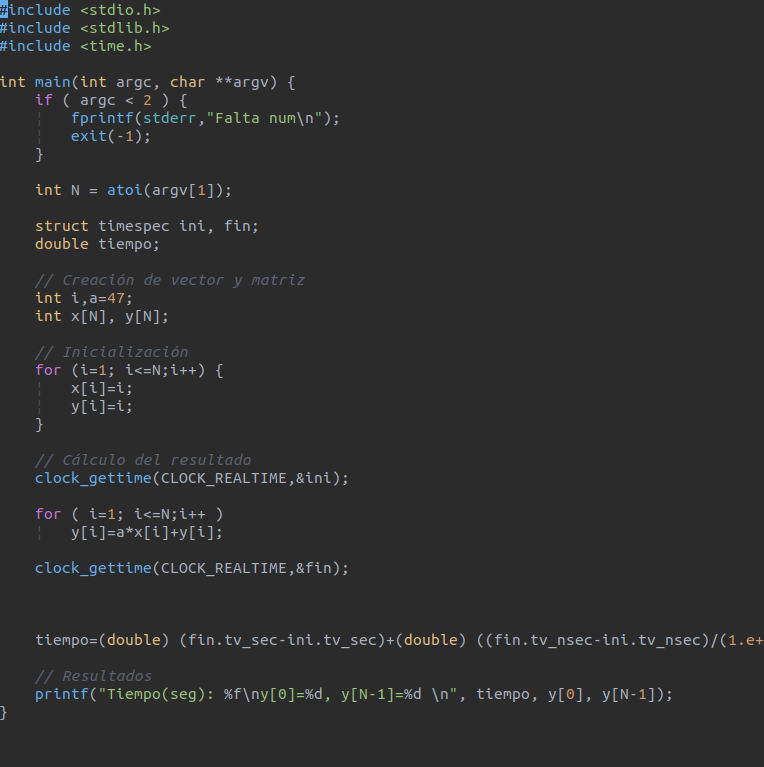 #include <stdio.h>
#include <stdlib.h>
#include <time.h>
int main(int argc, char **argv) {
if ( argc < 2 ) {
fprintf(stderr,"Falta num\n");
exit(-1);
}
int N = atoi(argv[1]);
struct timespec ini, fin;
double tiempo;
// Creación de vector y matriz
int i,a=47;
int x[N], y[N];
// Inicialización
for (i=1; i<=N;i++) {
x[i]=i;
y[i]=i;
}
// Cálculo del resultado
clock_gettime(CLOCK_REALTIME,&ini);
for ( i=1; i<=N;i++ )
y[i]=a*x[i]+y[i];
clock_gettime(CLOCK_REALTIME,&fin);
tiempo=(double) (fin.tv_sec-ini.tv_sec)+(double) ((fin.tv_nsec-ini.tv_nsec)/(1.e+
// Resultados
printf("Tiempo(seg): %f\ny[0]=%d, y[N-1]=%d \n", tiempo, y[0], y[N-1]);
}